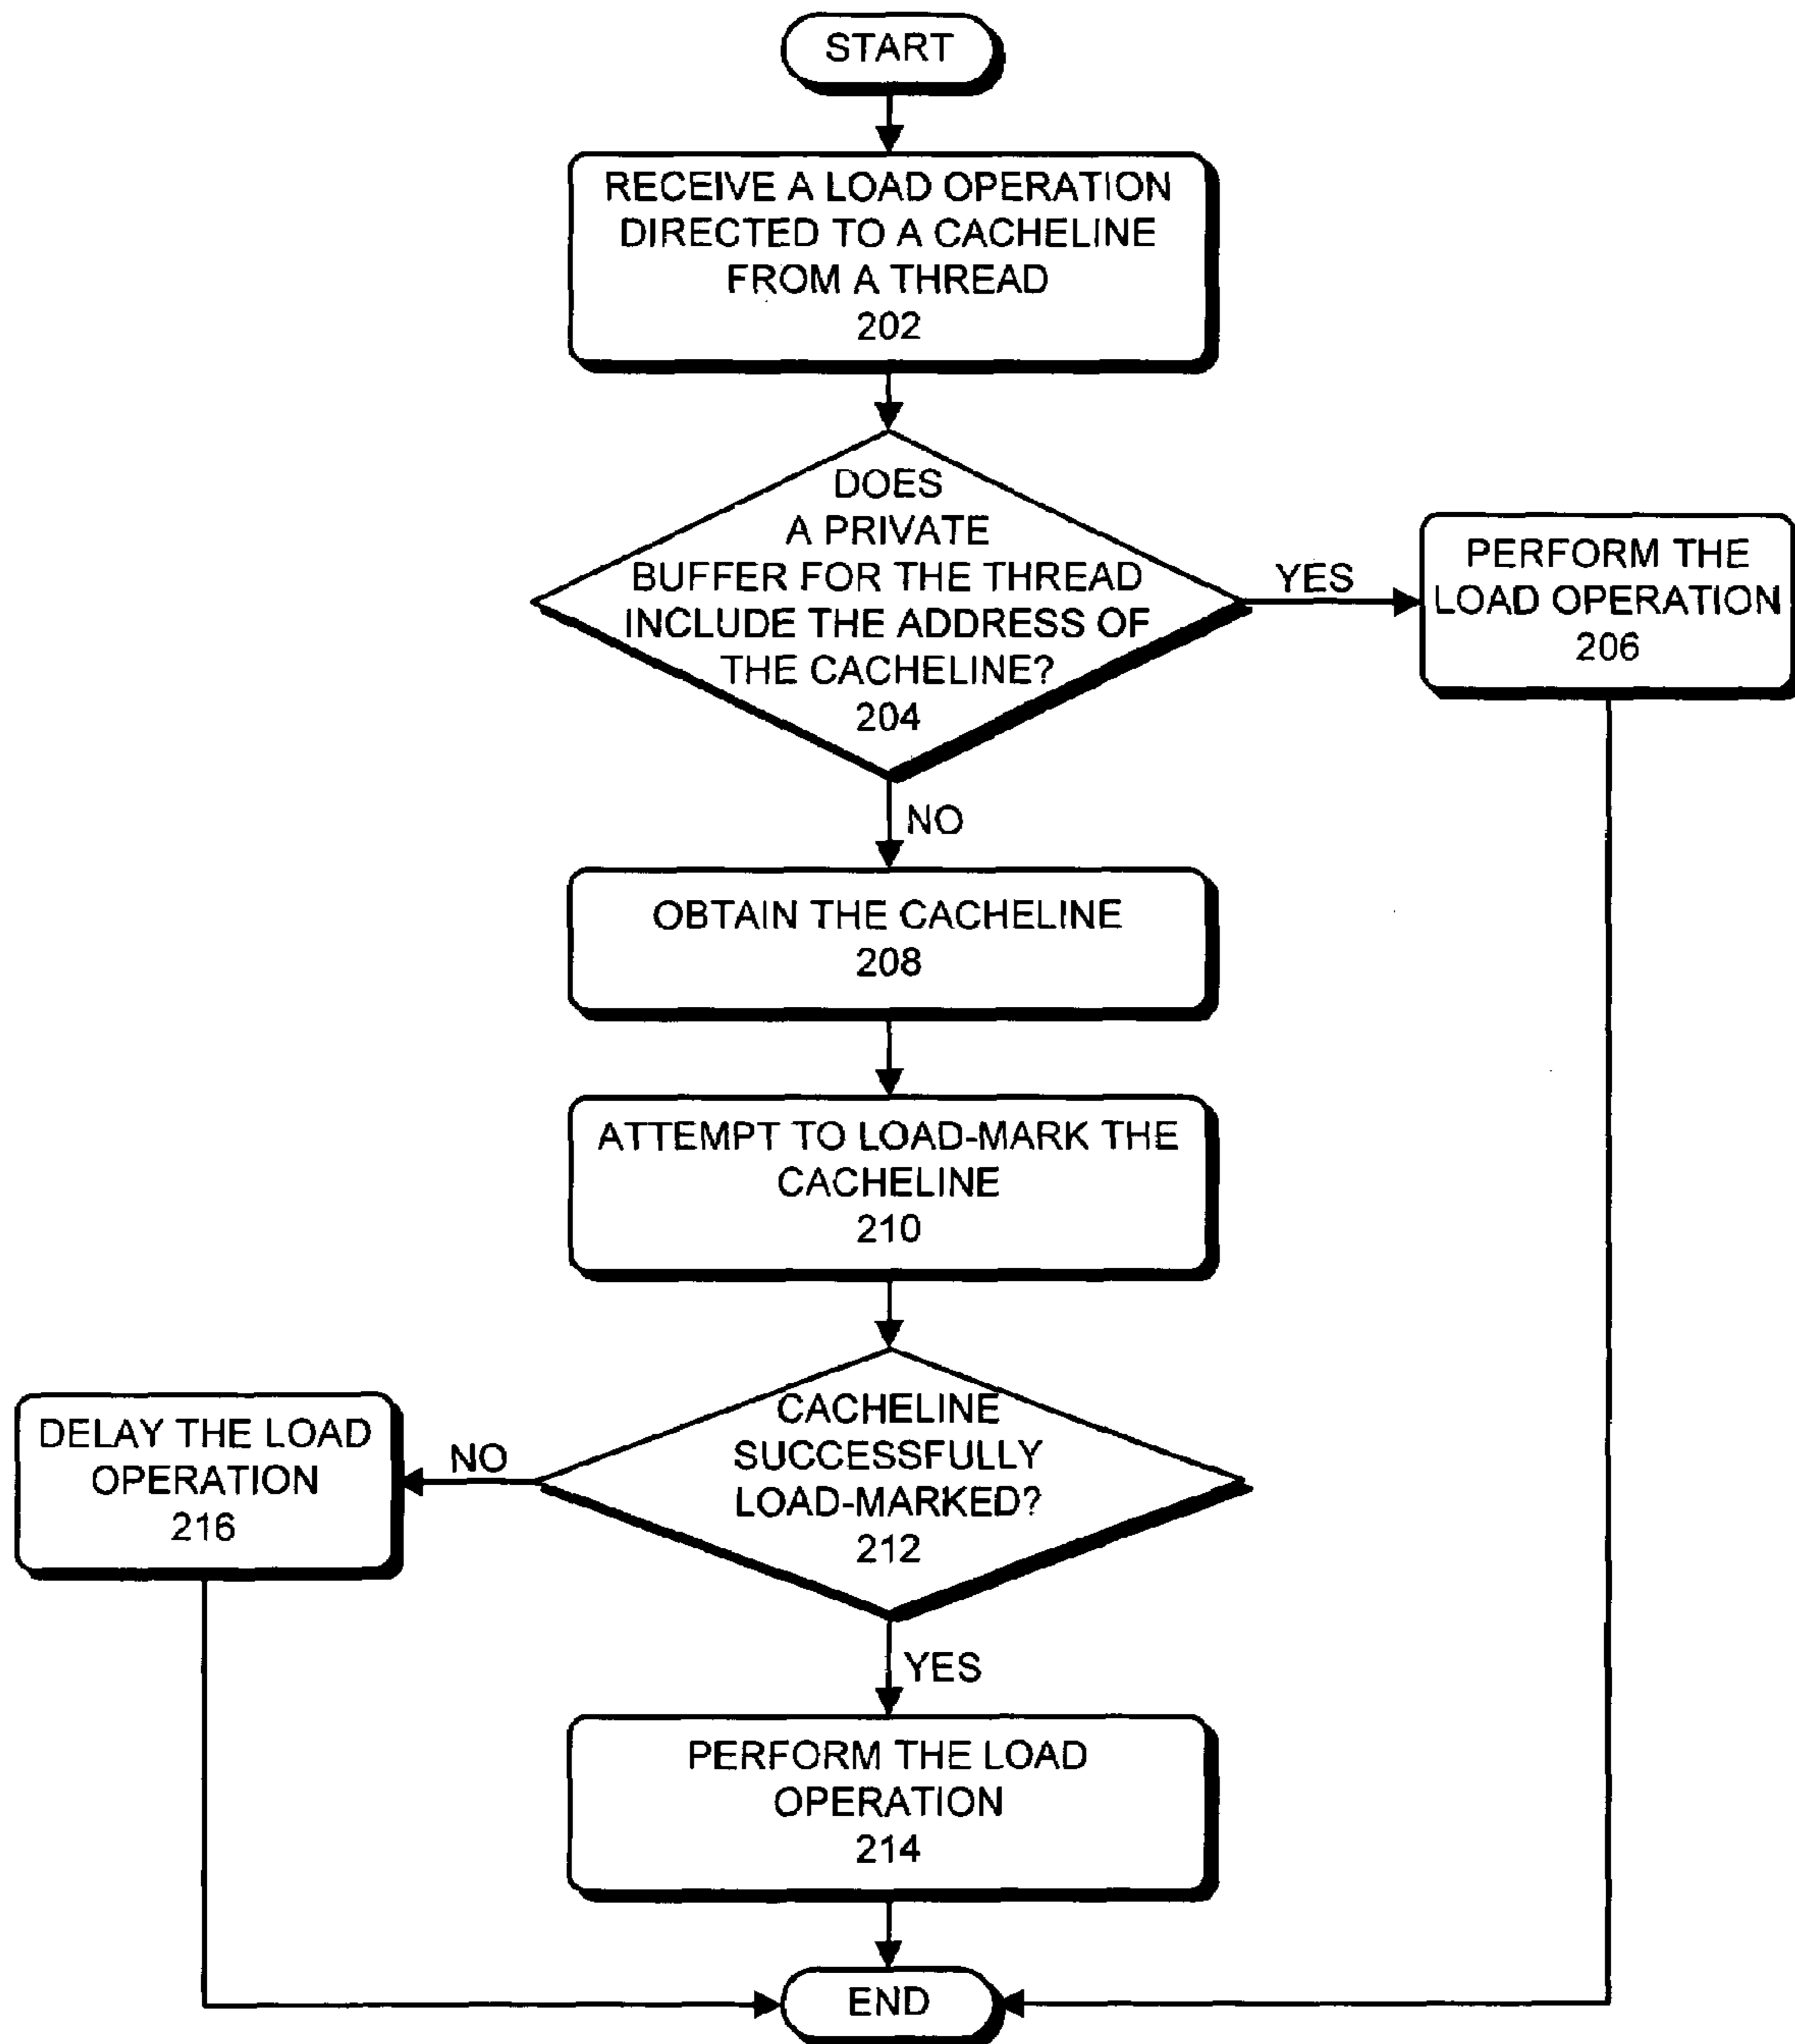 START
RECEIVE A LOAD OPERATION
DIRECTED TO A CACHELINE
FROM A THREAD
202
DOES
A PRIVATE
BUFFER FOR THE THREAD
INCLUDE THE ADDRESS OF
THE CACHELINE?
204
YES
PERFORM THE
LOAD OPERATION
206
NO
OBTAIN THE CACHELINE
208
ATTEMPT TO LOAD-MARK THE
CACHELINE
210
CACHELINE
SUCCESSFULLY
LOAD-MARKED?
212
NO
DELAY THE LOAD
OPERATION
216
YES
PERFORM THE LOAD
OPERATION
214
END